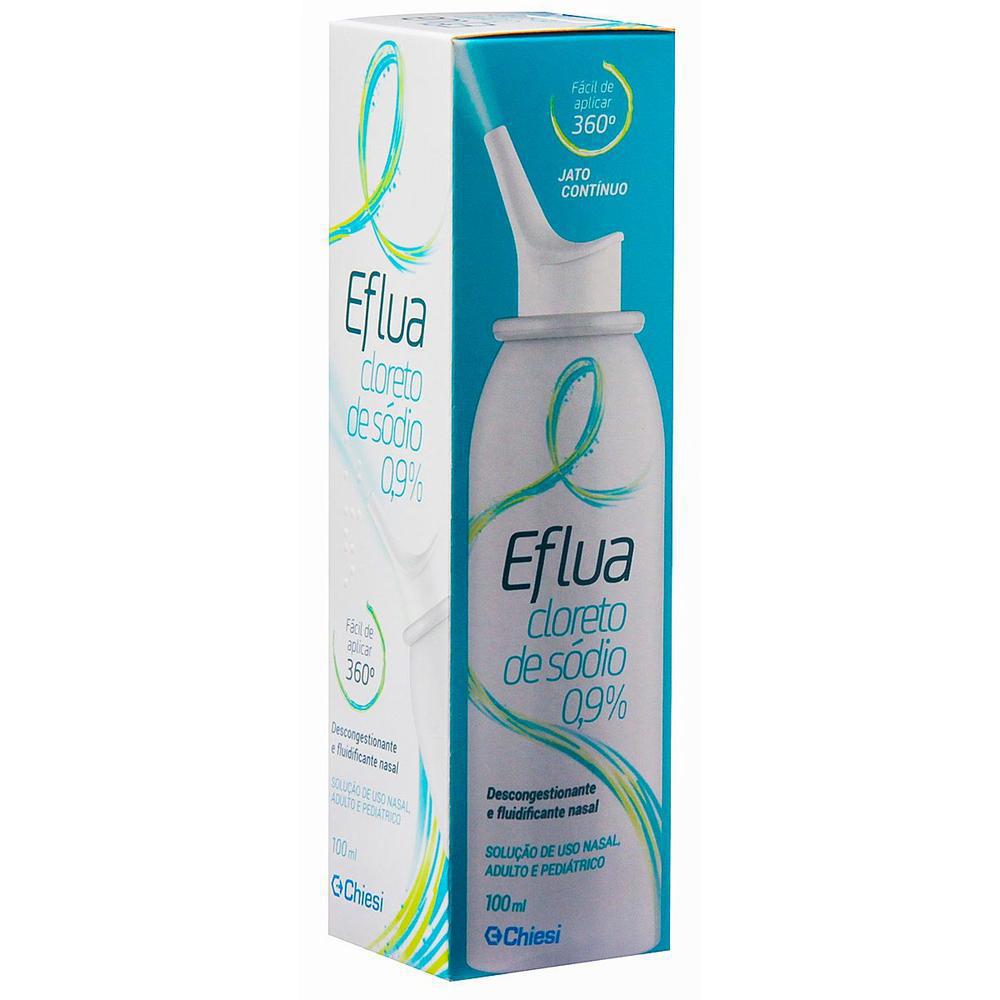 Eflua
cloreto
de sódio
0,9%
Fácil de
aplicar
360º
Descongestionante
e fluidificante nasal
SOLUÇÃO DE USO NASAL,
ADULTO E PEDIÁTRICO
100 ml
Chiesi
Fácil de
aplicar
360º
JATO
CONTÍNUO
Eflua
cloreto
de sódio
0,9%
Descongestionante
e fluidificante nasal
SOLUÇÃO DE USO NASAL,
ADULTO E PEDIÁTRICO
100 ml
Chiesi